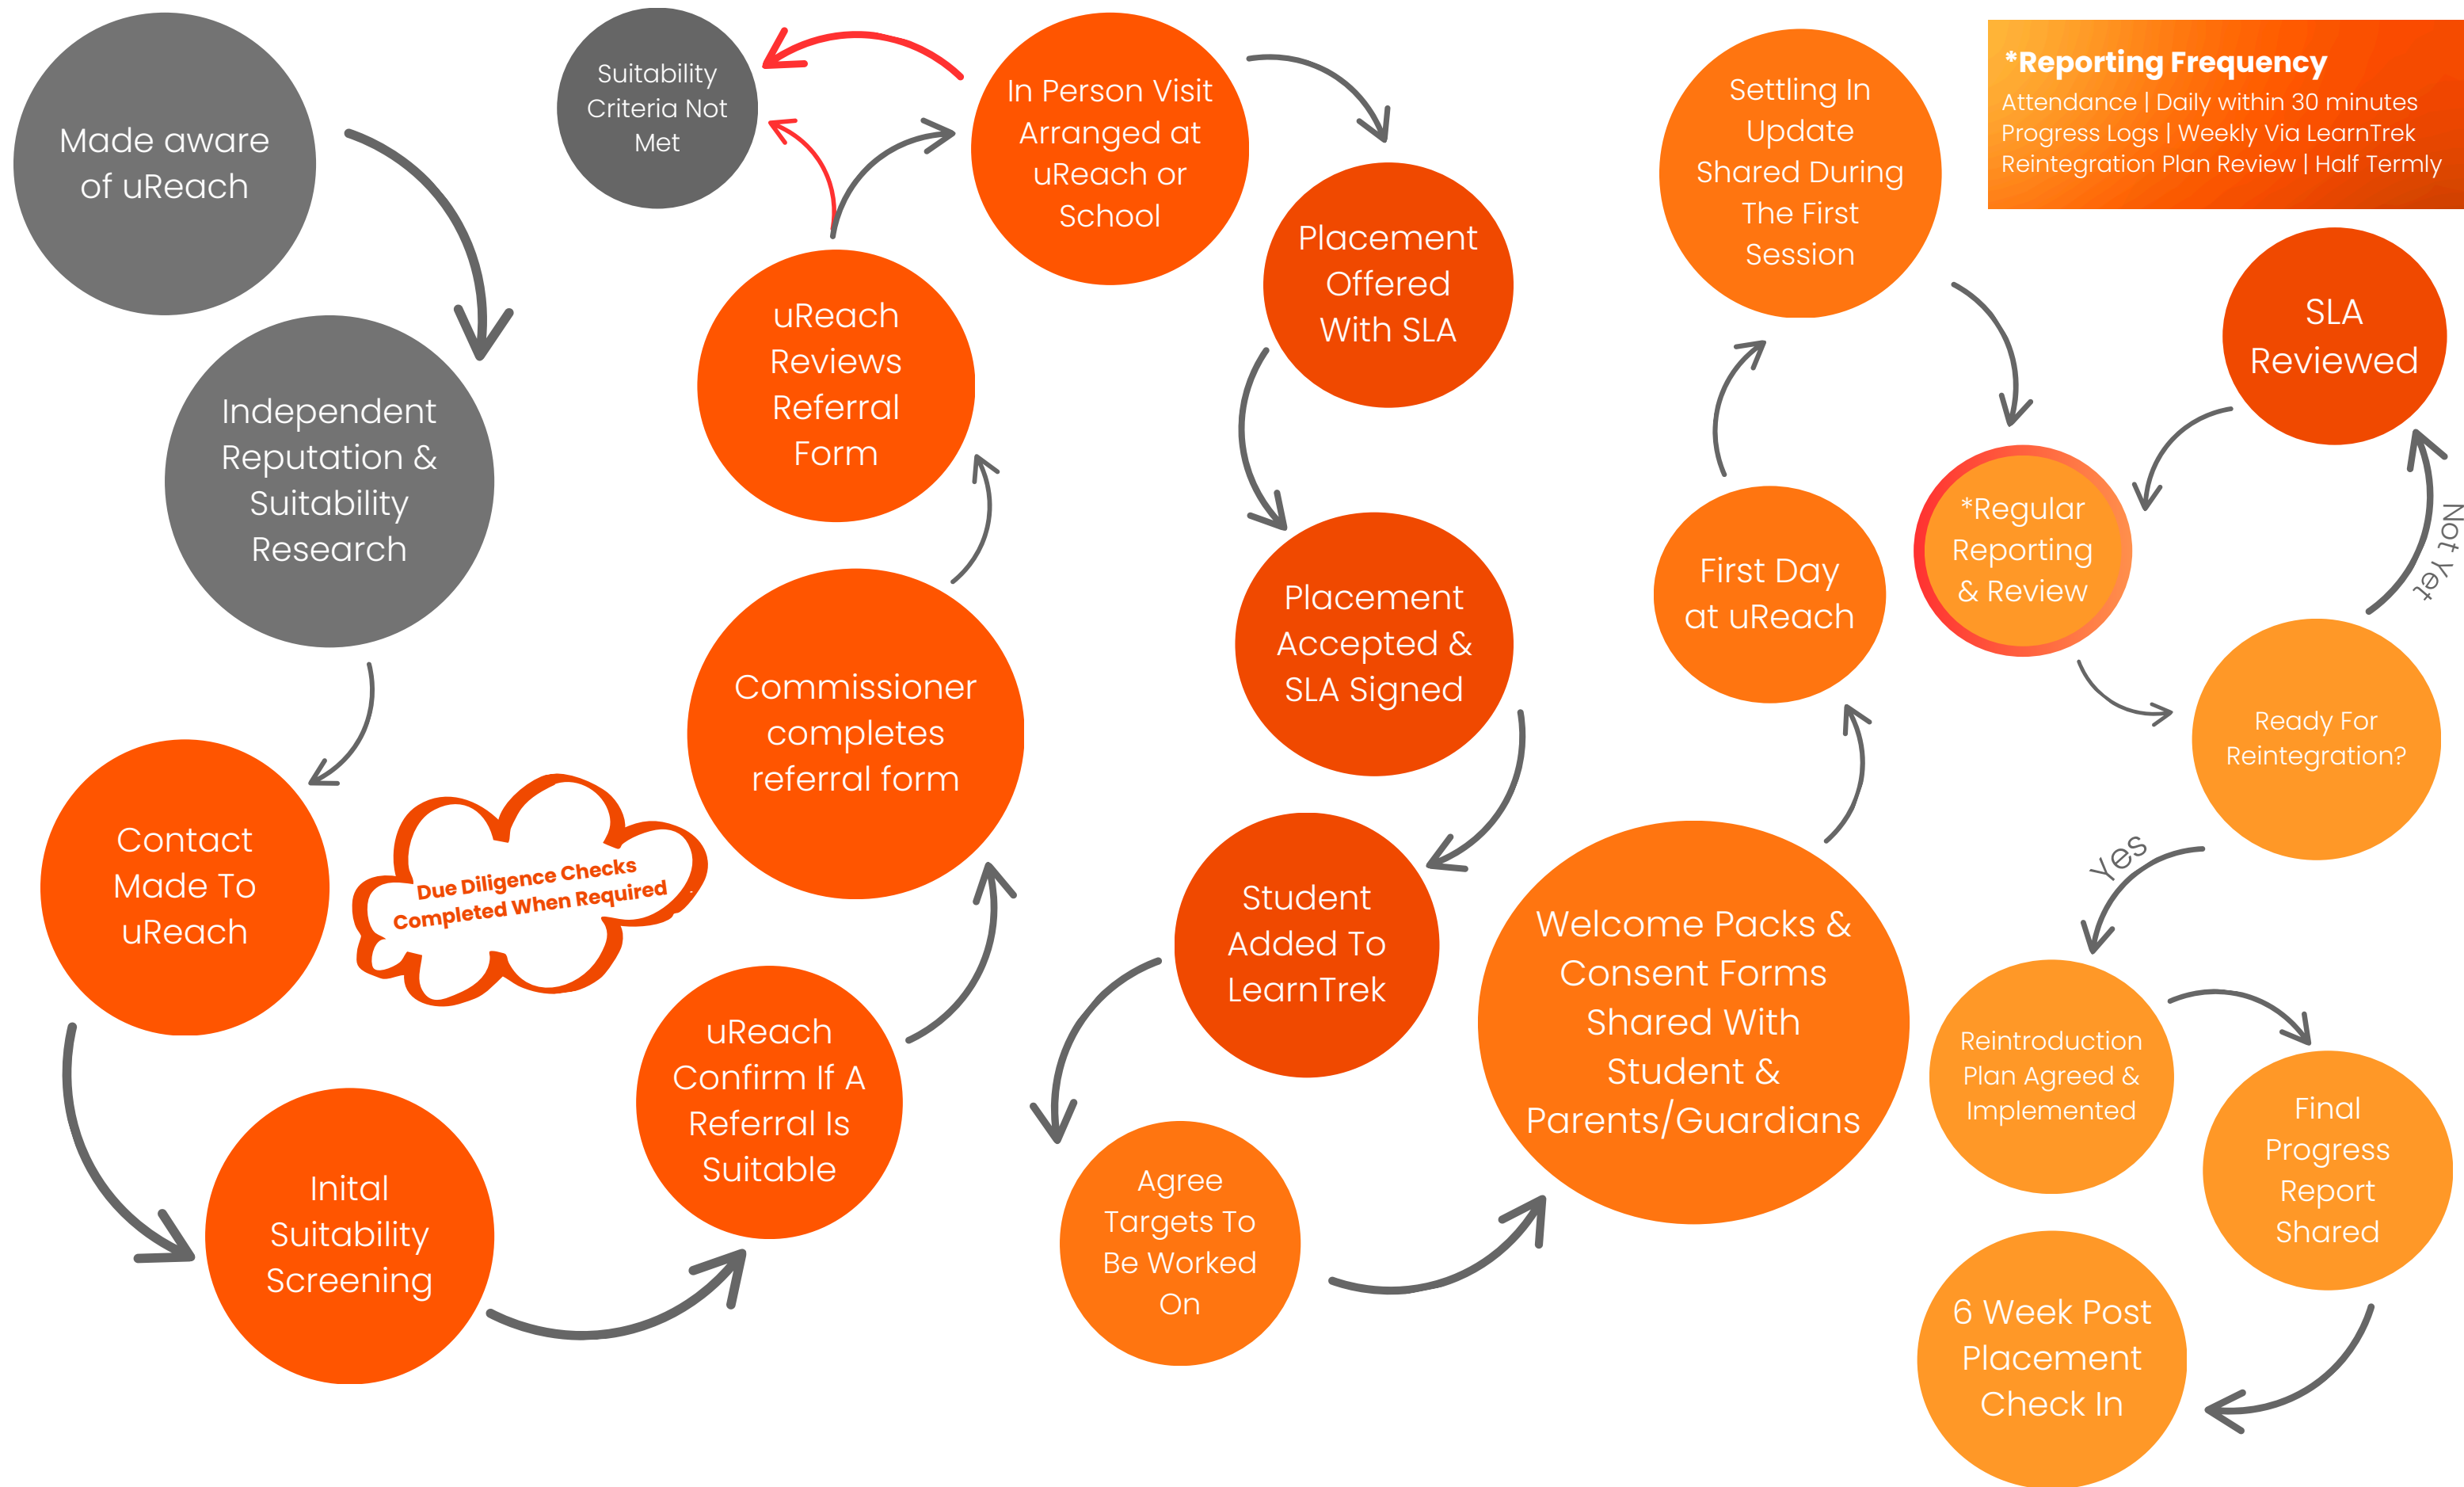 Made aware
of uReach
Independent
Reputation &
Suitability
Research
Contact
Made To
uReach
Inital
Suitability
Screening
Due Diligence Checks
Completed When Required
uReach
Confirm If A
Referral Is
Suitable
Commissioner
completes
referral form
uReach
Reviews
Referral
Form
Suitability
Criteria Not
Met
In Person Visit
Arranged at
uReach or
School
Placement
Offered
With SLA
Placement
Accepted &
SLA Signed
Student
Added To
LearnTrek
Agree
Targets To
Be Worked
On
Welcome Packs &
Consent Forms
Shared With
Student &
Parents/Guardians
First Day
at uReach
Settling In
Update
Shared During
The First
Session
*Reporting Frequency
Attendance | Daily within 30 minutes
Progress Logs | Weekly Via LearnTrek
Reintegration Plan Review | Half Termly
*Regular
Reporting
& Review
Ready For
Reintegration?
Not Yet
SLA
Reviewed
Yes
Reintroduction
Plan Agreed &
Implemented
Final
Progress
Report
Shared
6 Week Post
Placement
Check In